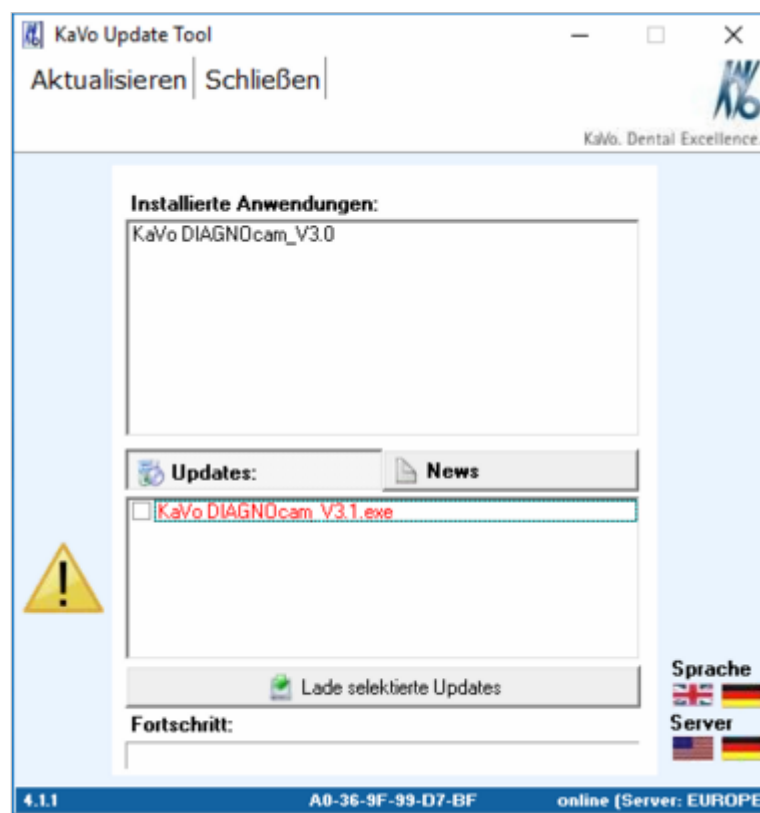 KaVo Update Tool
Aktualisieren Schließen
KaVo
KaVo. Dental Excellence.
Installierte Anwendungen:
KaVo DIAGNOcam_V3.0
Updates: News
KaVo DIAGNOcam_V3.1.exe
Lade selektierte Updates
Sprache
Fortschritt:
Server
4.1.1 A0-36-9F-99-D7-BF online (Server: EUROPE